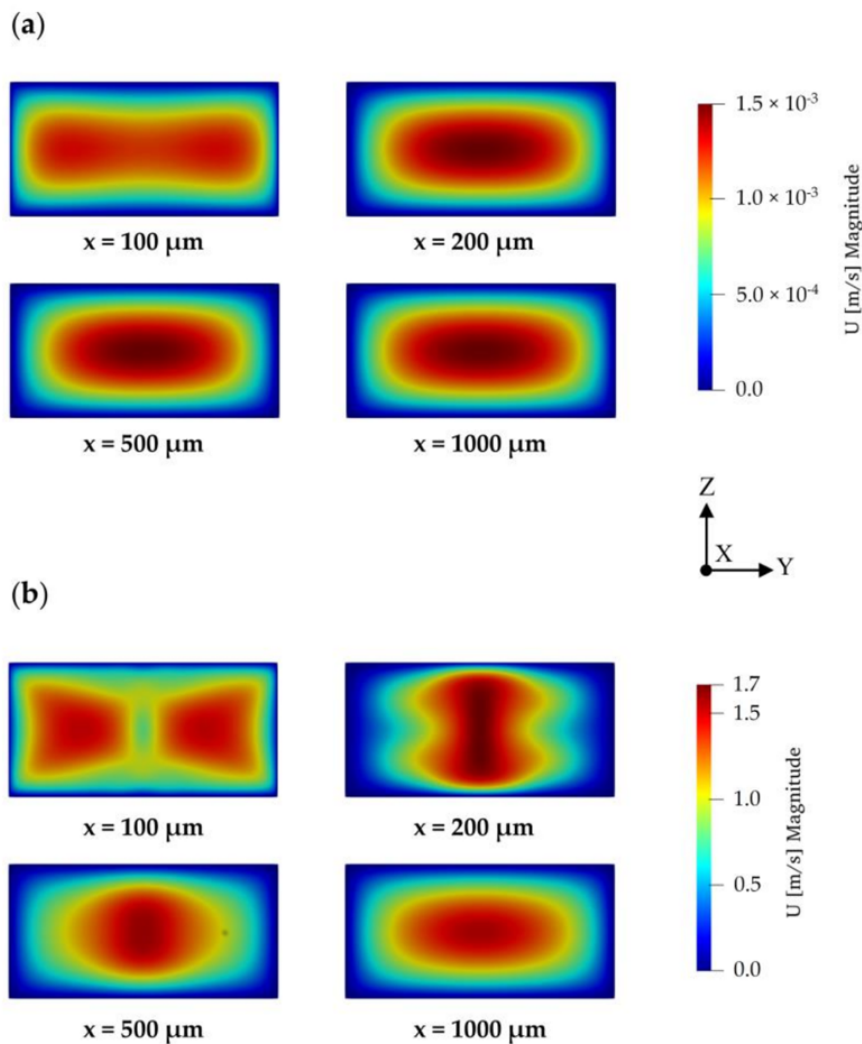 (a)
x = 100 μm
x = 200 μm
x = 500 μm
x = 1000 μm
1.5 × 10⁻³
1.0 × 10⁻³
5.0 × 10⁻⁴
0.0
U [m/s] Magnitude
Z
X
Y
(b)
x = 100 μm
x = 200 μm
x = 500 μm
x = 1000 μm
1.7
1.5
1.0
0.5
0.0
U [m/s] Magnitude